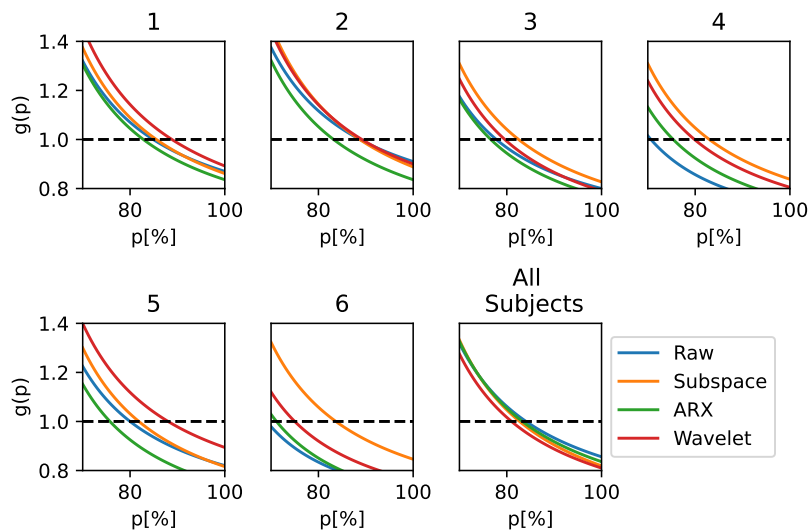 1 2 3 4
1.4
1.2
1.0
0.8
g(p)
80 100 80 100 80 100 80 100
p[%] p[%] p[%] p[%]
5 6 All
Subjects
1.4
1.2
1.0
0.8
g(p)
80 100 80 100 80 100
p[%] p[%] p[%]
Raw
Subspace
ARX
Wavelet